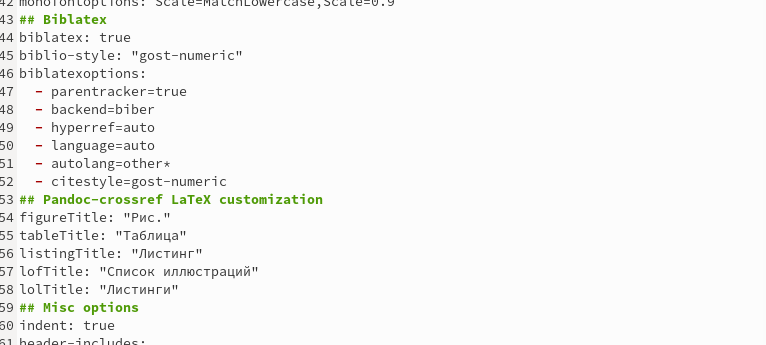 42 monofontoptions: Scale=MatchLowercase,Scale=0.9
43 ## Biblatex
44 biblatex: true
45 biblio-style: "gost-numeric"
46 biblatexoptions:
47   - parentracker=true
48   - backend=biber
49   - hyperref=auto
50   - language=auto
51   - autolang=other*
52   - citestyle=gost-numeric
53 ## Pandoc-crossref LaTeX customization
54 figureTitle: "Рис."
55 tableTitle: "Таблица"
56 listingTitle: "Листинг"
57 lofTitle: "Список иллюстраций"
58 lolTitle: "Листинги"
59 ## Misc options
60 indent: true
61 header-includes: